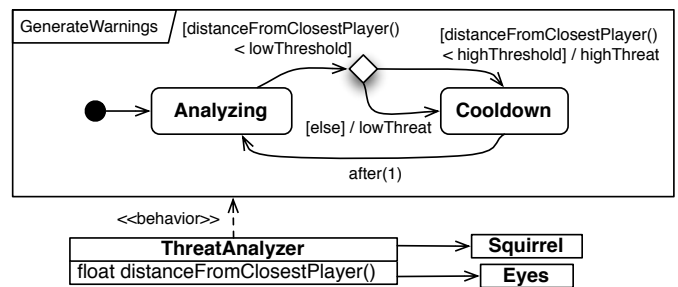 GenerateWarnings
[distanceFromClosestPlayer()
< lowThreshold]
[distanceFromClosestPlayer()
< highThreshold] / highThreat
Analyzing
Cooldown
[else] / lowThreat
after(1)
<<behavior>>
ThreatAnalyzer
float distanceFromClosestPlayer()
Squirrel
Eyes